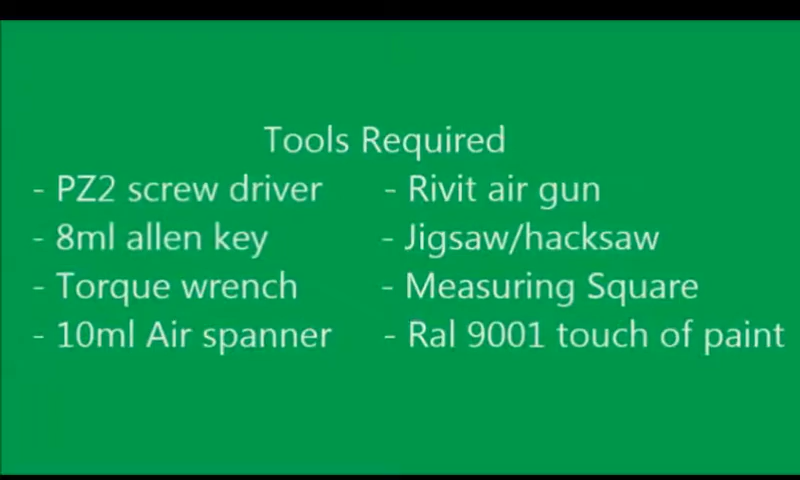 Tools Required
- PZ2 screw driver
- 8ml allen key
- Torque wrench
- 10ml Air spanner
- Rivit air gun
- Jigsaw/hacksaw
- Measuring Square
- Ral 9001 touch of paint